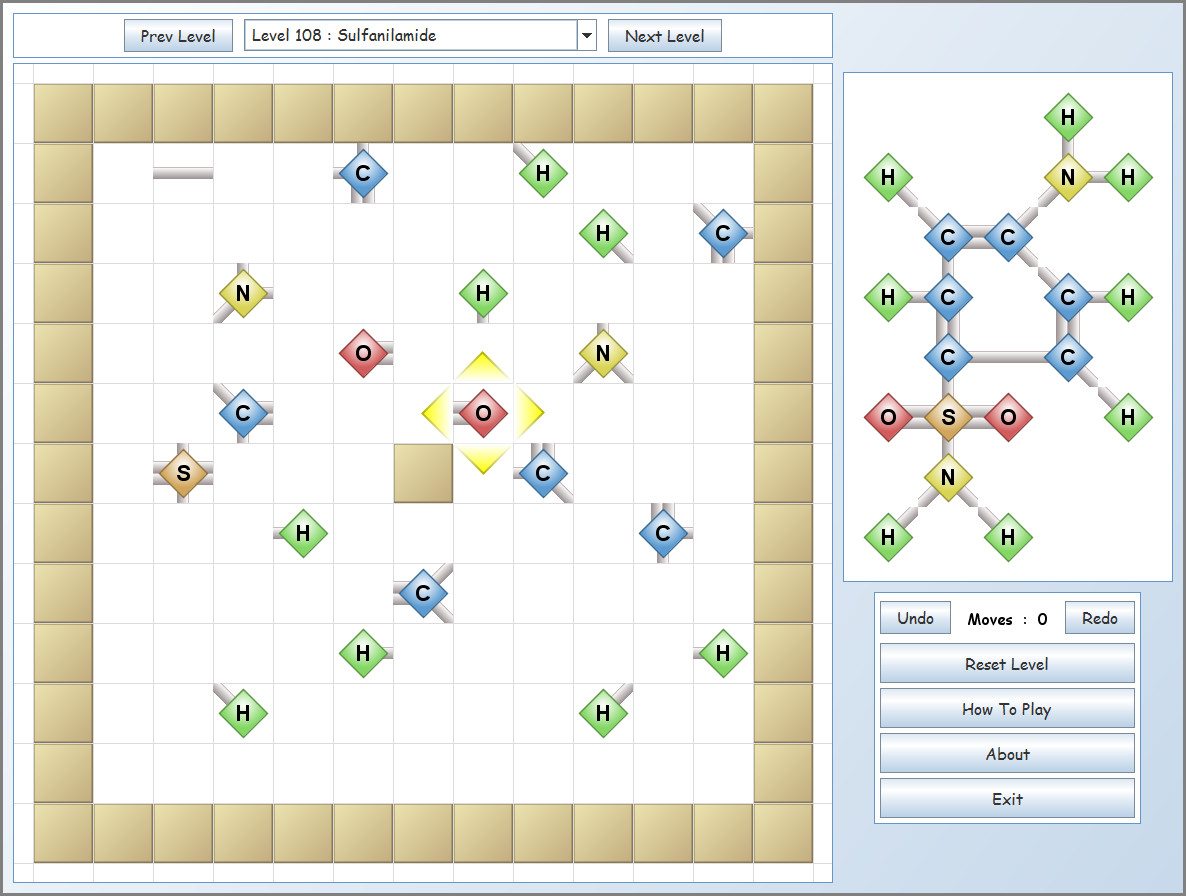 Prev Level Level 108 : Sulfanilamide Next Level
H
C H H N H
H C C C
N H H C C H
O N C C
C O O S O H
S C N
H C H H
C
H H
H H
Undo Moves : 0 Redo
Reset Level
How To Play
About
Exit